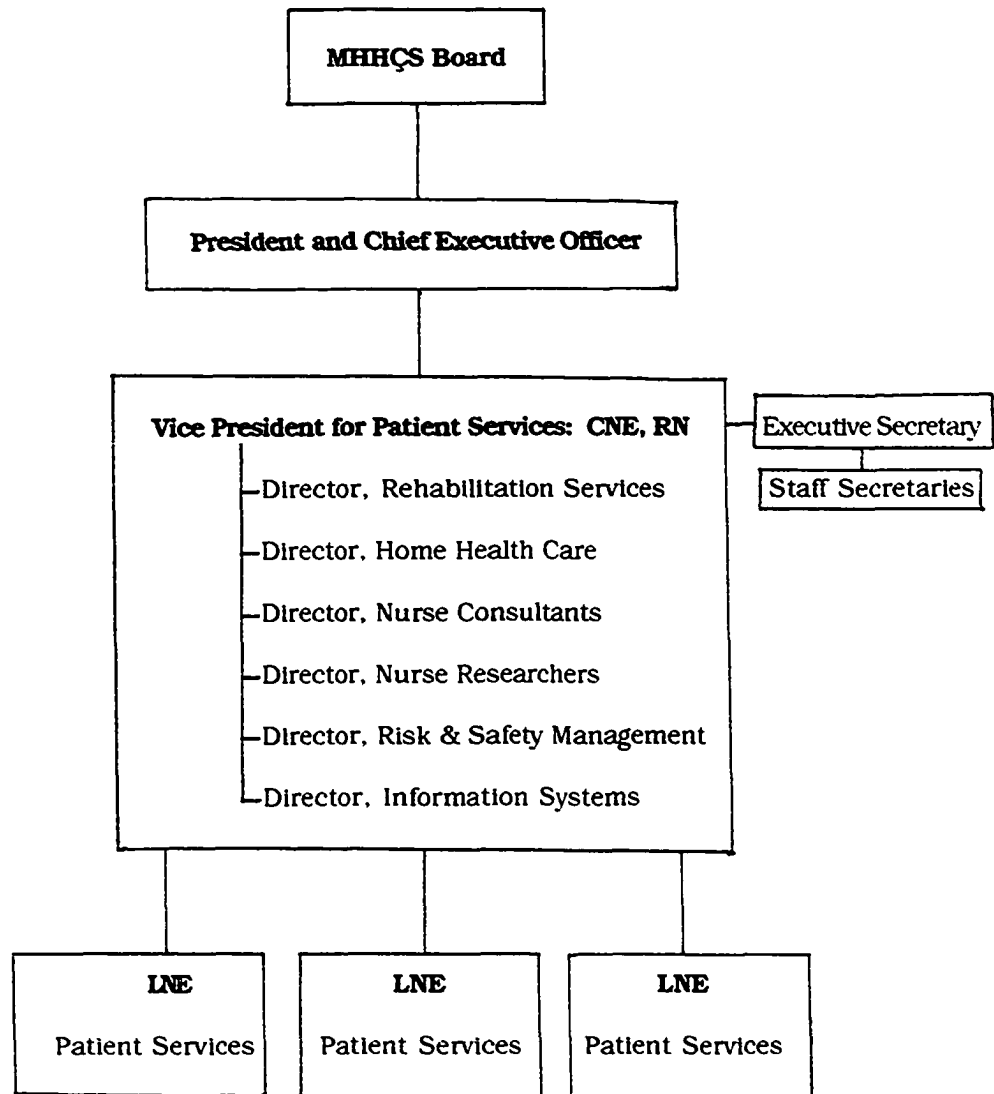 MHHÇS Board
President and Chief Executive Officer
Vice President for Patient Services: CNE, RN
Executive Secretary
Staff Secretaries
Director, Rehabilitation Services
Director, Home Health Care
Director, Nurse Consultants
Director, Nurse Researchers
Director, Risk & Safety Management
Director, Information Systems
LNE
Patient Services
LNE
Patient Services
LNE
Patient Services